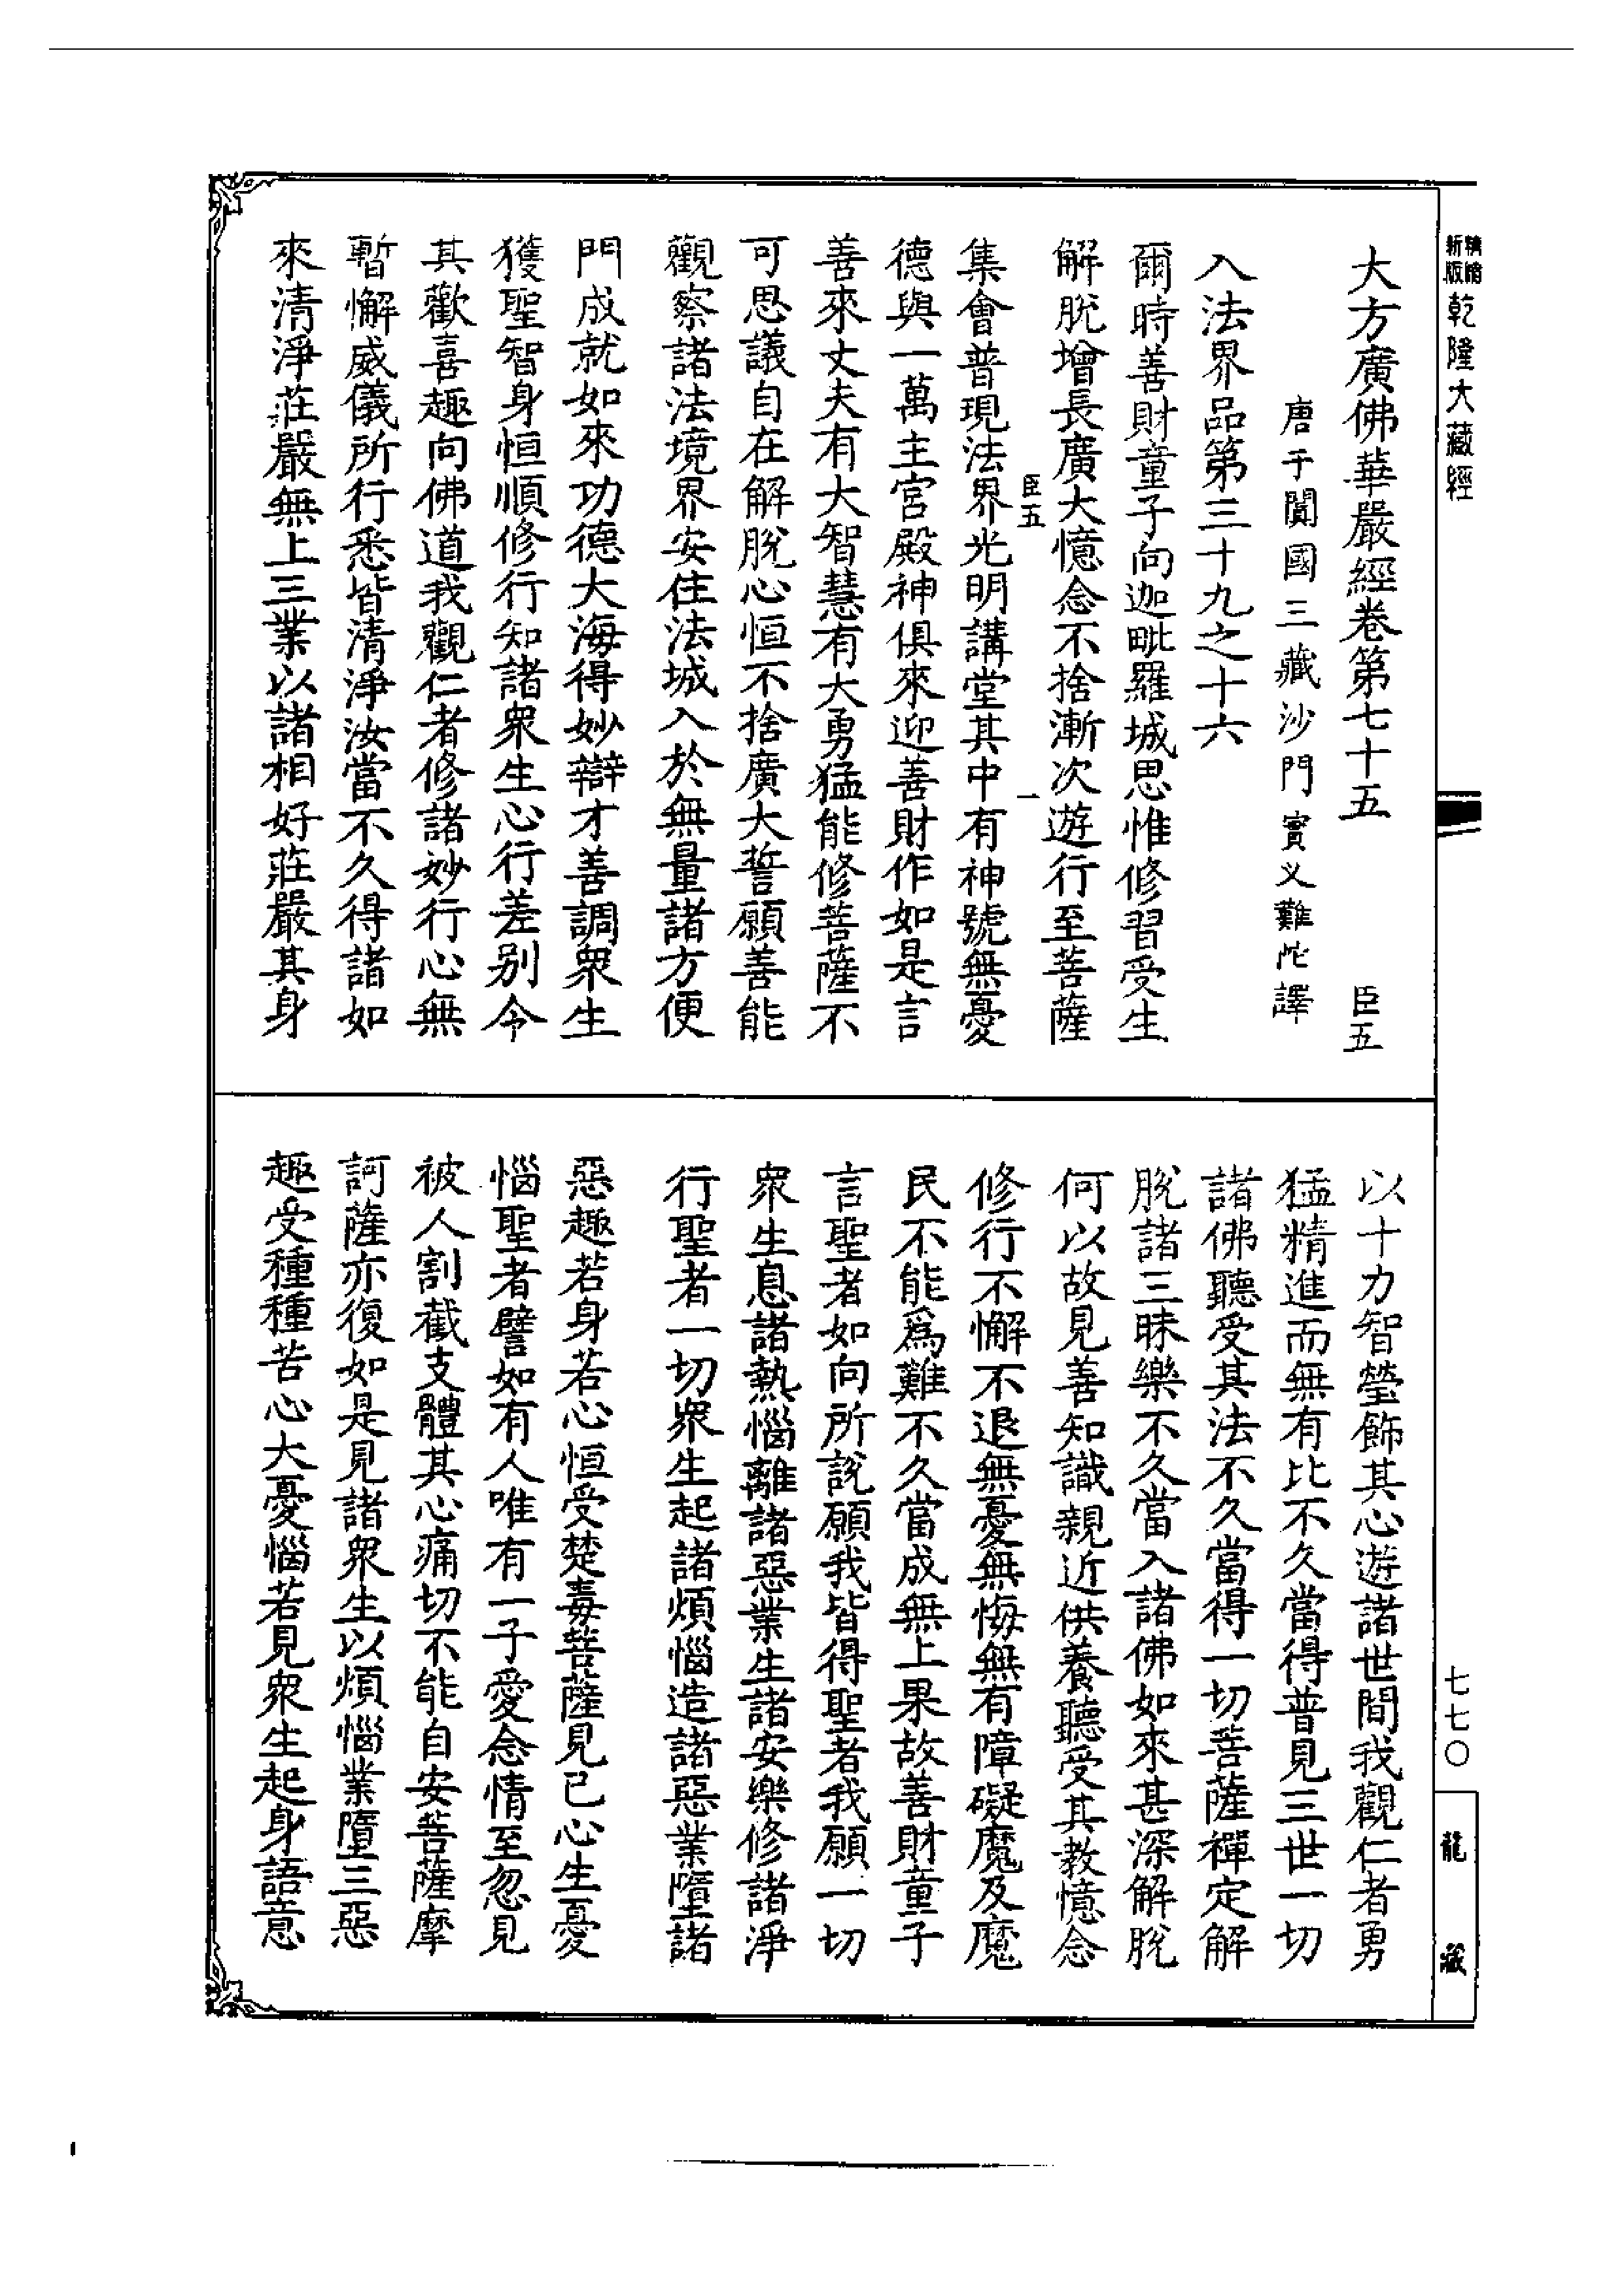 新版精縮乾隆大藏經
大方廣佛華嚴經卷第七十五 臣五
唐于闐國三藏沙門實叉難陀譯
入法界品第三十九之十六
爾時善財童子向迦毗羅城思惟修習受生
解脫增長廣大憶念不捨漸次遊行至菩薩
臣五 一
集會普現法界光明講堂其中有神號無憂
德與一萬主宮殿神俱來迎善財作如是言
善來丈夫有大智慧有大勇猛能修菩薩不
可思議自在解脫心恒不捨廣大誓願善能
觀察諸法境界安住法城入於無量諸方便
門成就如來功德大海得妙辯才善調眾生
獲聖智身恒順修行知諸眾生心行差別令
其歡喜趣向佛道我觀仁者修諸妙行心無
暫懈威儀所行悉皆清淨汝當不久得諸如
來清淨莊嚴無上三業以諸相好莊嚴其身
以十力智瑩飾其心遊諸世間我觀仁者勇
猛精進而無有比不久當得普見三世一切
諸佛聽受其法不久當得一切菩薩禪定解
脫諸三昧樂不久當入諸佛如來甚深解脫
何以故見善知識親近供養聽受其教憶念
修行不懈不退無憂無悔無有障礙魔及魔
民不能為難不久當成無上果故善財童子
言聖者如向所說願我皆得聖者我願一切
眾生息諸熱惱離諸惡業生諸安樂修諸淨
行聖者一切眾生起諸煩惱造諸惡業墮諸
惡趣若身若心恒受楚毒菩薩見已心生憂
惱聖者譬如有人唯有一子愛念情至忽見
被人割截支體其心痛切不能自安菩薩摩
訶薩亦復如是見諸眾生以煩惱業墮三惡
趣受種種苦心大憂惱若見眾生起身語意
七七〇
龍藏